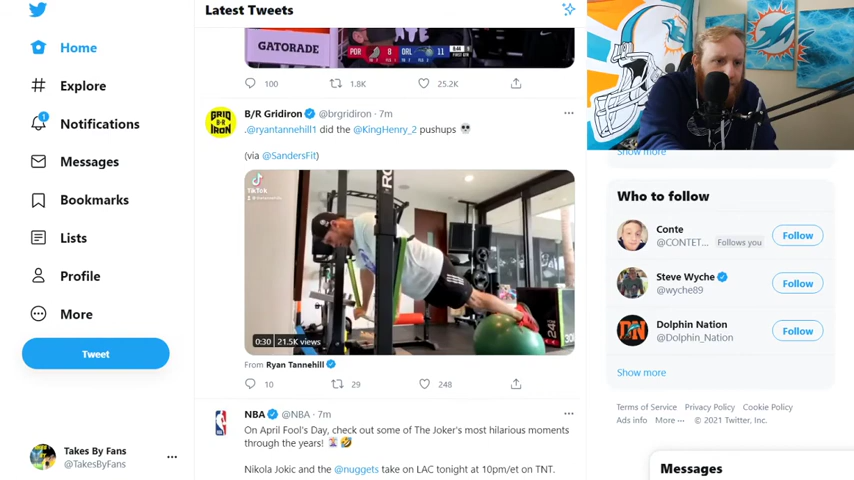 Home
Explore
1
Notifications
Messages
Bookmarks
Lists
Profile
More
Tweet
Takes By Fans
@TakesByFans
Latest Tweets
GATORADE
POR 8 ORL 11
100 1.8K 25.2K
GRID
B/R
IRON
B/R Gridiron @brgridiron · 7m
.@ryantannehill1 did the @KingHenry_2 pushups
(via @SandersFit)
TikTok
0:30 21.5K views
From Ryan Tannehill
10 29 248
NBA @NBA · 7m
On April Fool's Day, check out some of The Joker's most hilarious moments
through the years!
Nikola Jokic and the @nuggets take on LAC tonight at 10pm/et on TNT.
Show more
Who to follow
Conte
@CONTET... Follows you
Follow
Steve Wyche
@wyche89
Follow
Dolphin Nation
@Dolphin_Nation
Follow
Show more
Terms of Service Privacy Policy Cookie Policy
Ads info More ··· © 2021 Twitter, Inc.
Messages